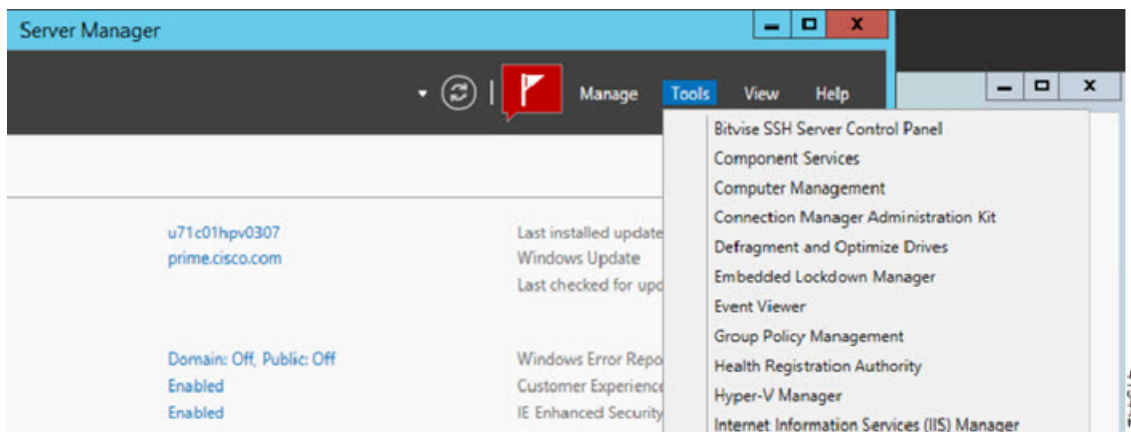 Server Manager
Manage Tools View Help
Bitvise SSH Server Control Panel
Component Services
Computer Management
Connection Manager Administration Kit
Defragment and Optimize Drives
Embedded Lockdown Manager
Event Viewer
Group Policy Management
Health Registration Authority
Hyper-V Manager
Internet Information Services (IIS) Manager
u71c01hpv0307
prime.cisco.com
Last installed update
Windows Update
Last checked for upd
Domain: Off, Public: Off
Enabled
Enabled
Windows Error Repo
Customer Experience
IE Enhanced Security